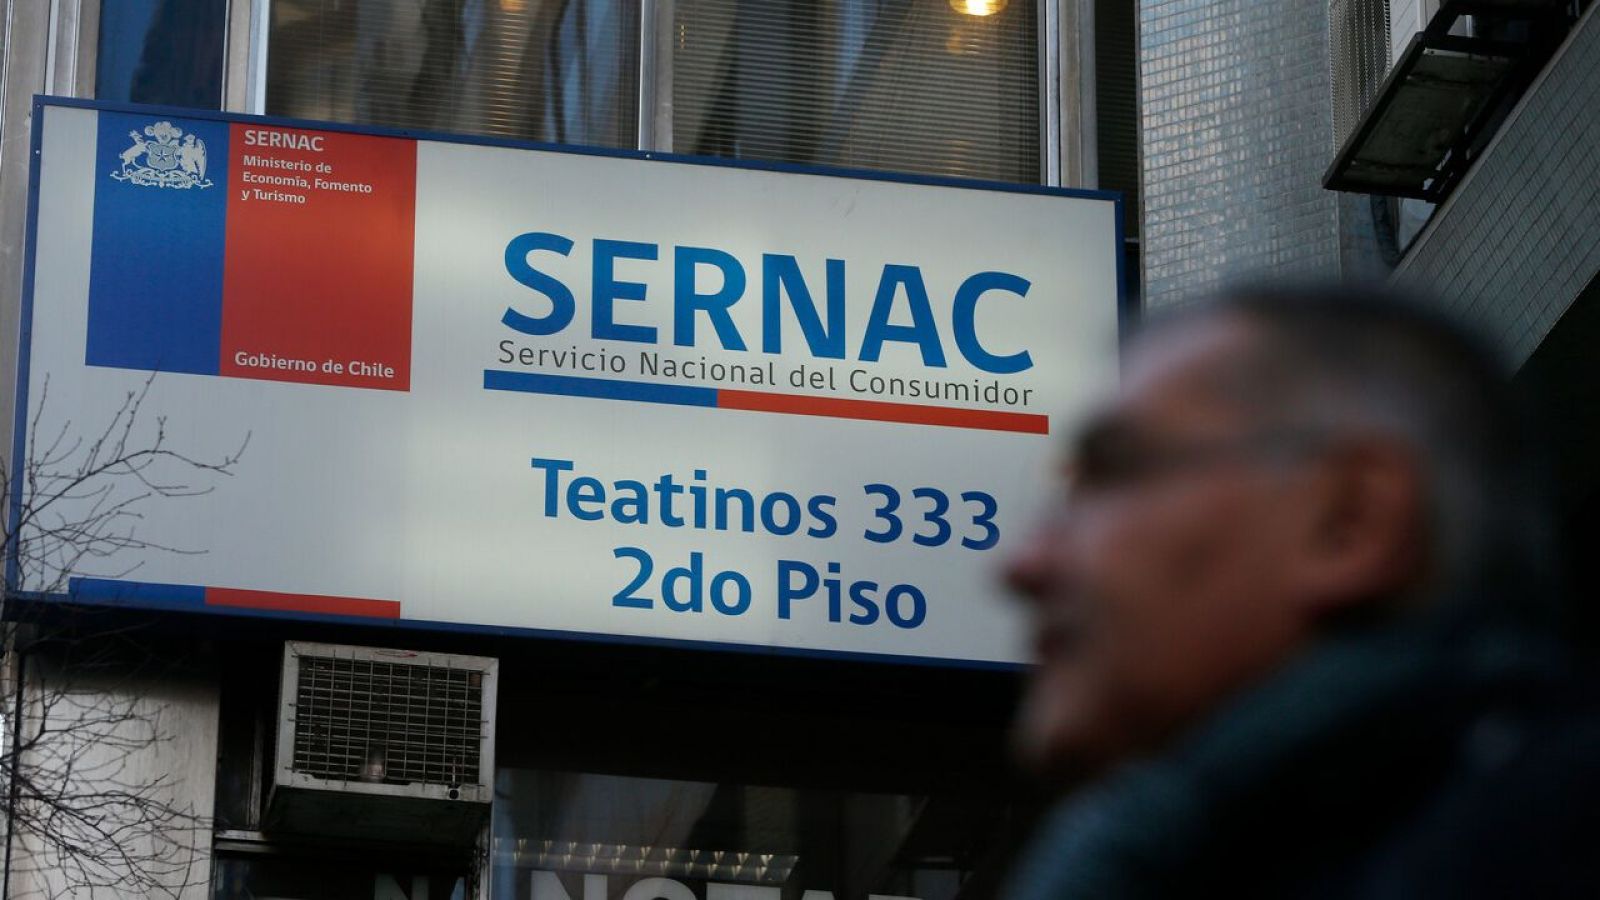 SERNAC
Ministerio de
Economía, Fomento
y Turismo
Gobierno de Chile
SERNAC
Servicio Nacional del Consumidor
Teatinos 333
2do Piso